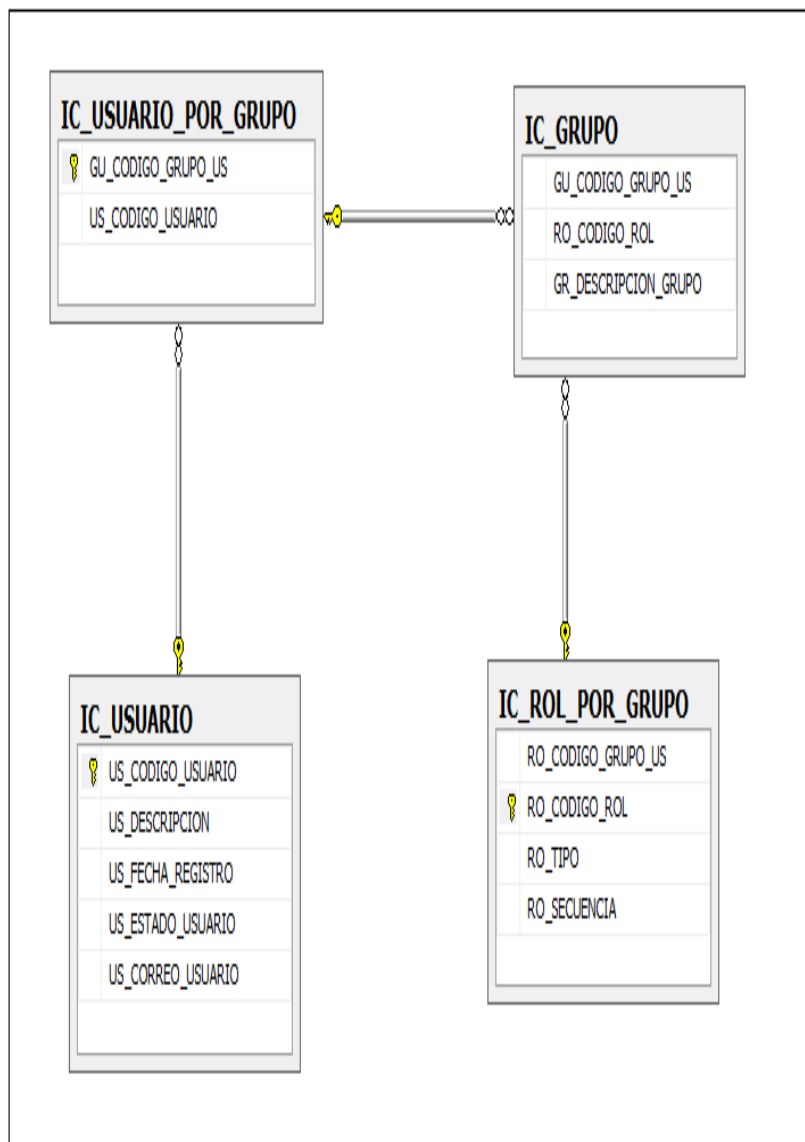 IC_USUARIO_POR_GRUPO
GU_CODIGO_GRUPO_US
US_CODIGO_USUARIO
IC_GRUPO
GU_CODIGO_GRUPO_US
RO_CODIGO_ROL
GR_DESCRIPCION_GRUPO
IC_USUARIO
US_CODIGO_USUARIO
US_DESCRIPCION
US_FECHA_REGISTRO
US_ESTADO_USUARIO
US_CORREO_USUARIO
IC_ROL_POR_GRUPO
RO_CODIGO_GRUPO_US
RO_CODIGO_ROL
RO_TIPO
RO_SECUENCIA